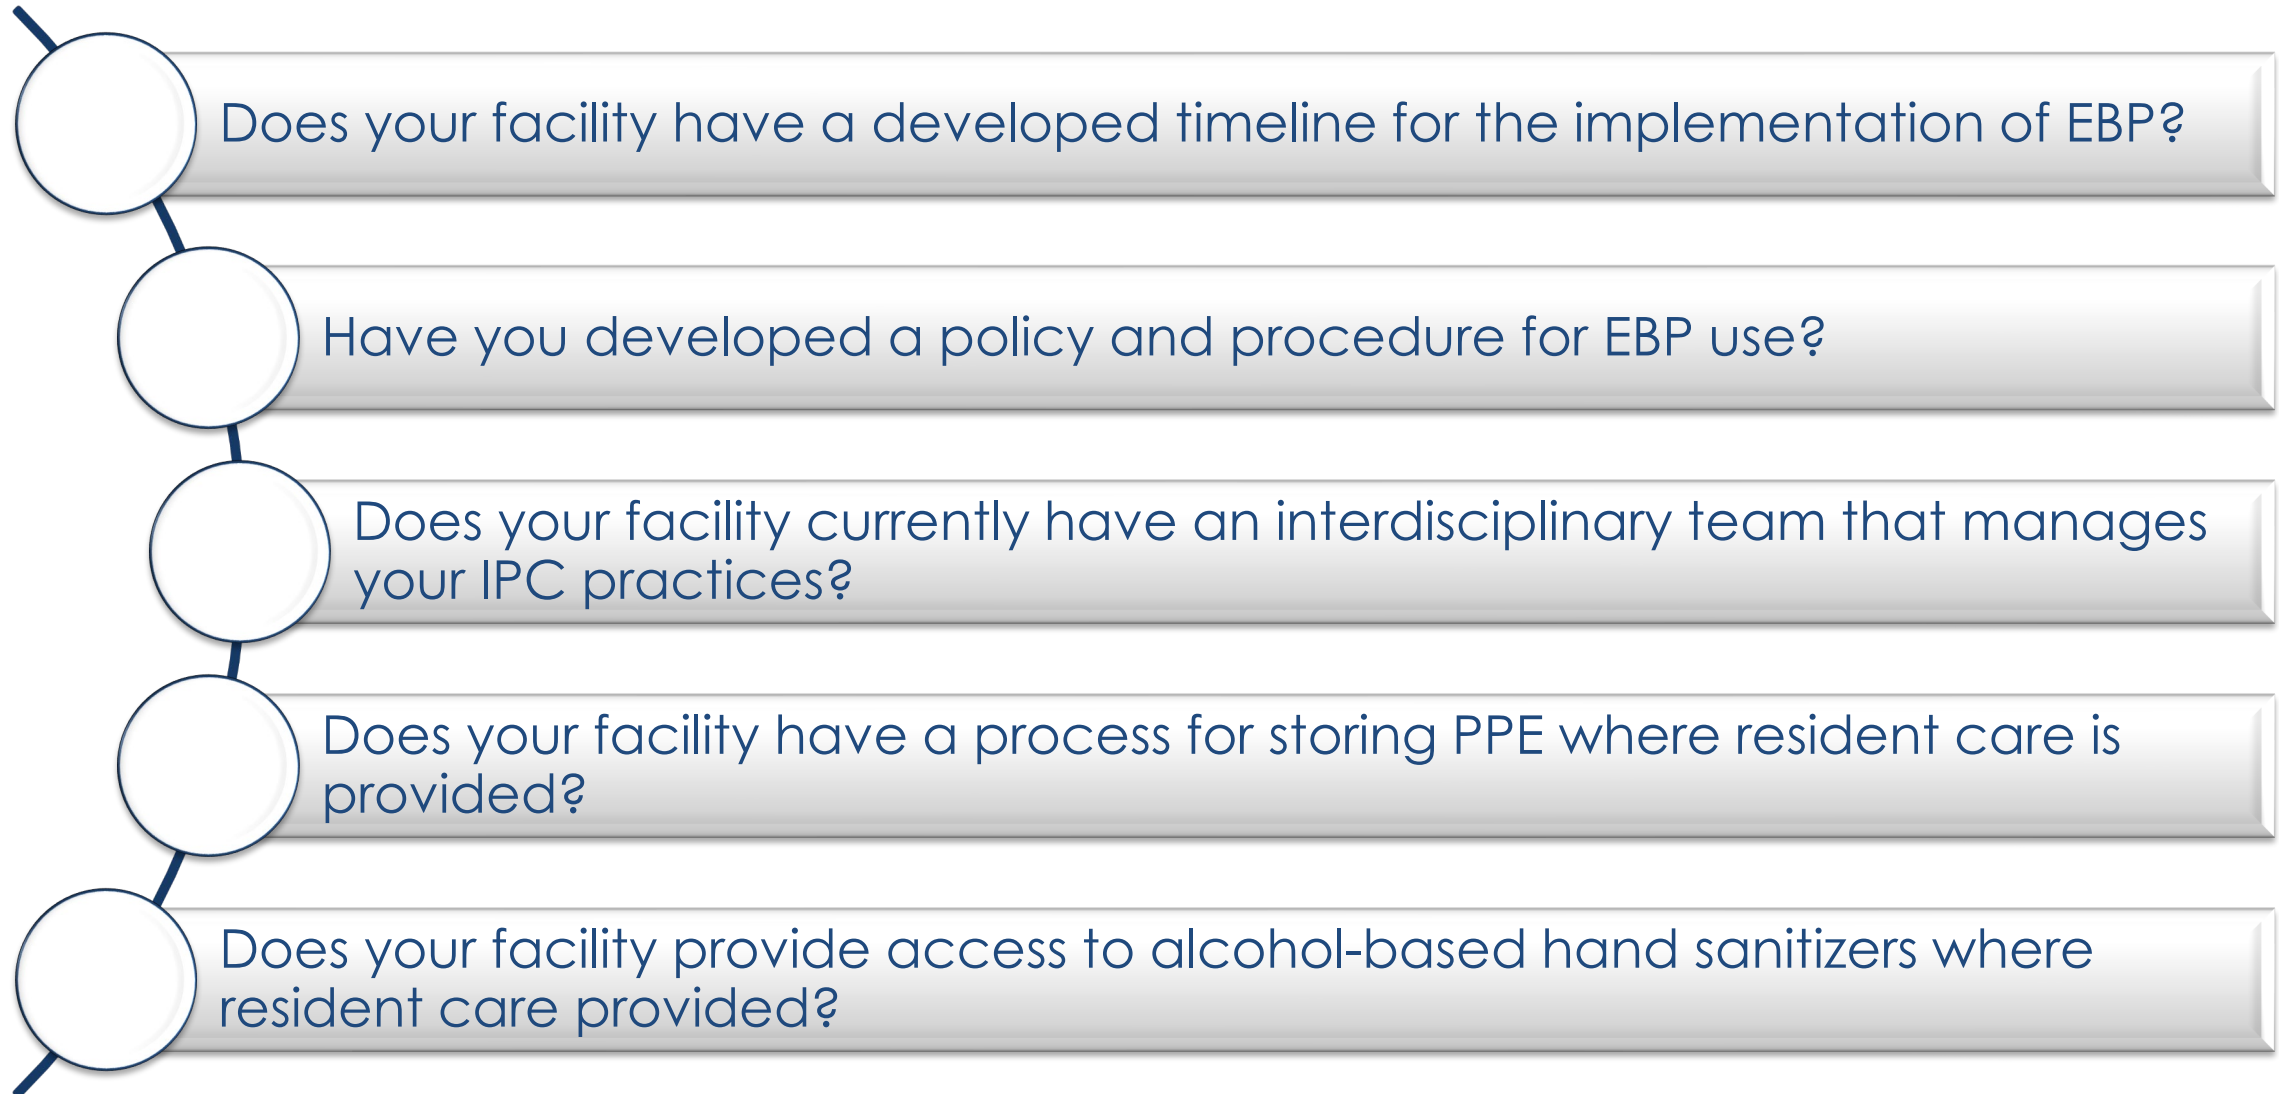 Does your facility have a developed timeline for the implementation of EBP?
Have you developed a policy and procedure for EBP use?
Does your facility currently have an interdisciplinary team that manages
your IPC practices?
Does your facility have a process for storing PPE where resident care is
provided?
Does your facility provide access to alcohol-based hand sanitizers where
resident care provided?